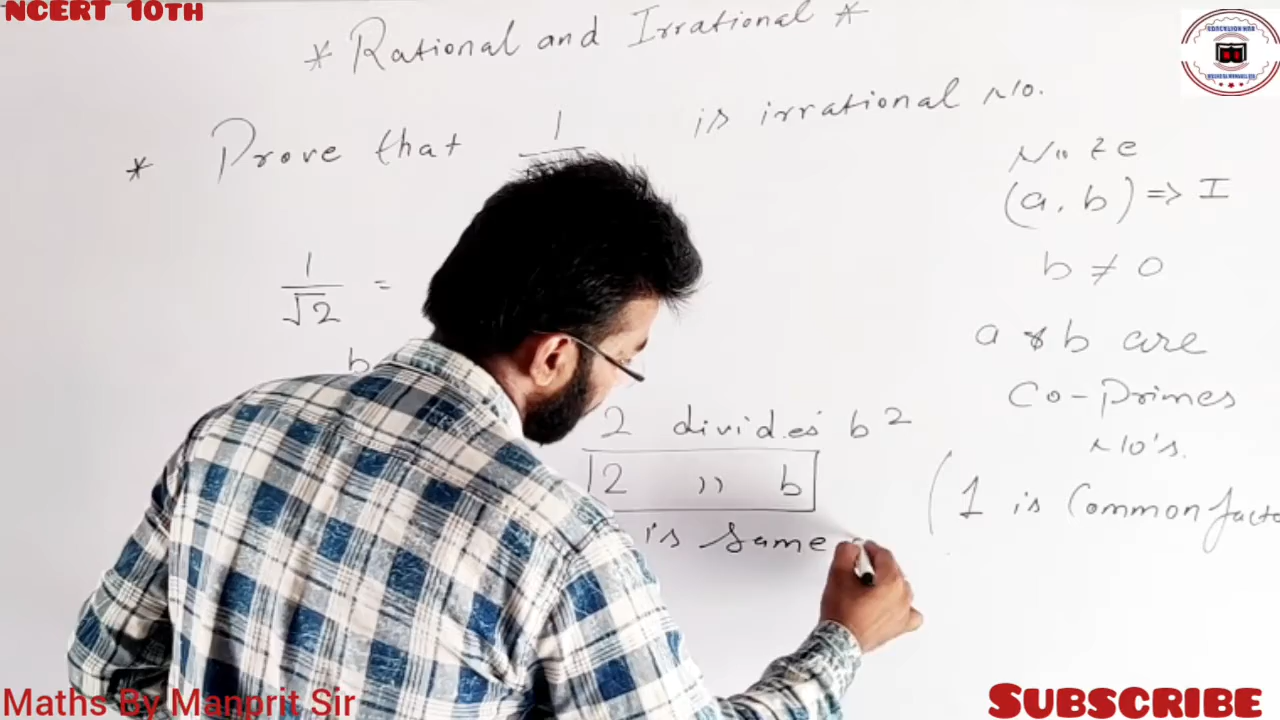 NCERT 10TH
* Rational and Irrational *
* Prove that 1 is irrational No.
Note
(a, b) => I
b ≠ 0
a & b are
Co-Primes
No's.
(1 is Common facto
1
√2 =
b
2 divides b²
2 〃 b
is same
Maths By Manprit Sir
SUBSCRIBE